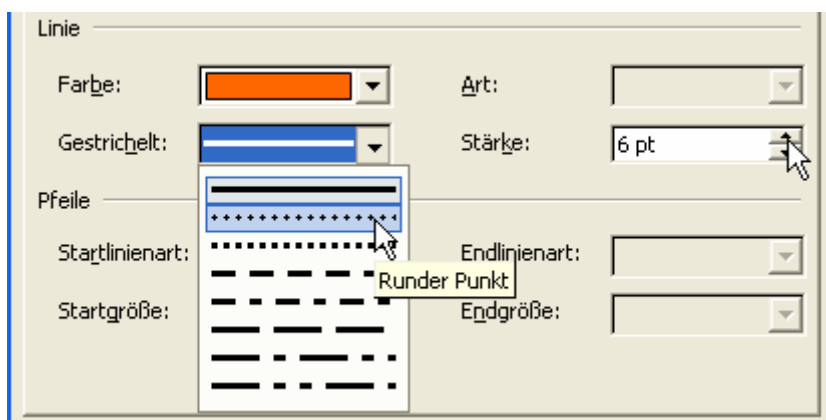 Linie
Farbe: Art:
Gestrichelt: Stärke: 6 pt
Pfeile
Startlinienart: Endlinienart:
Runder Punkt
Startgröße: Endgröße: